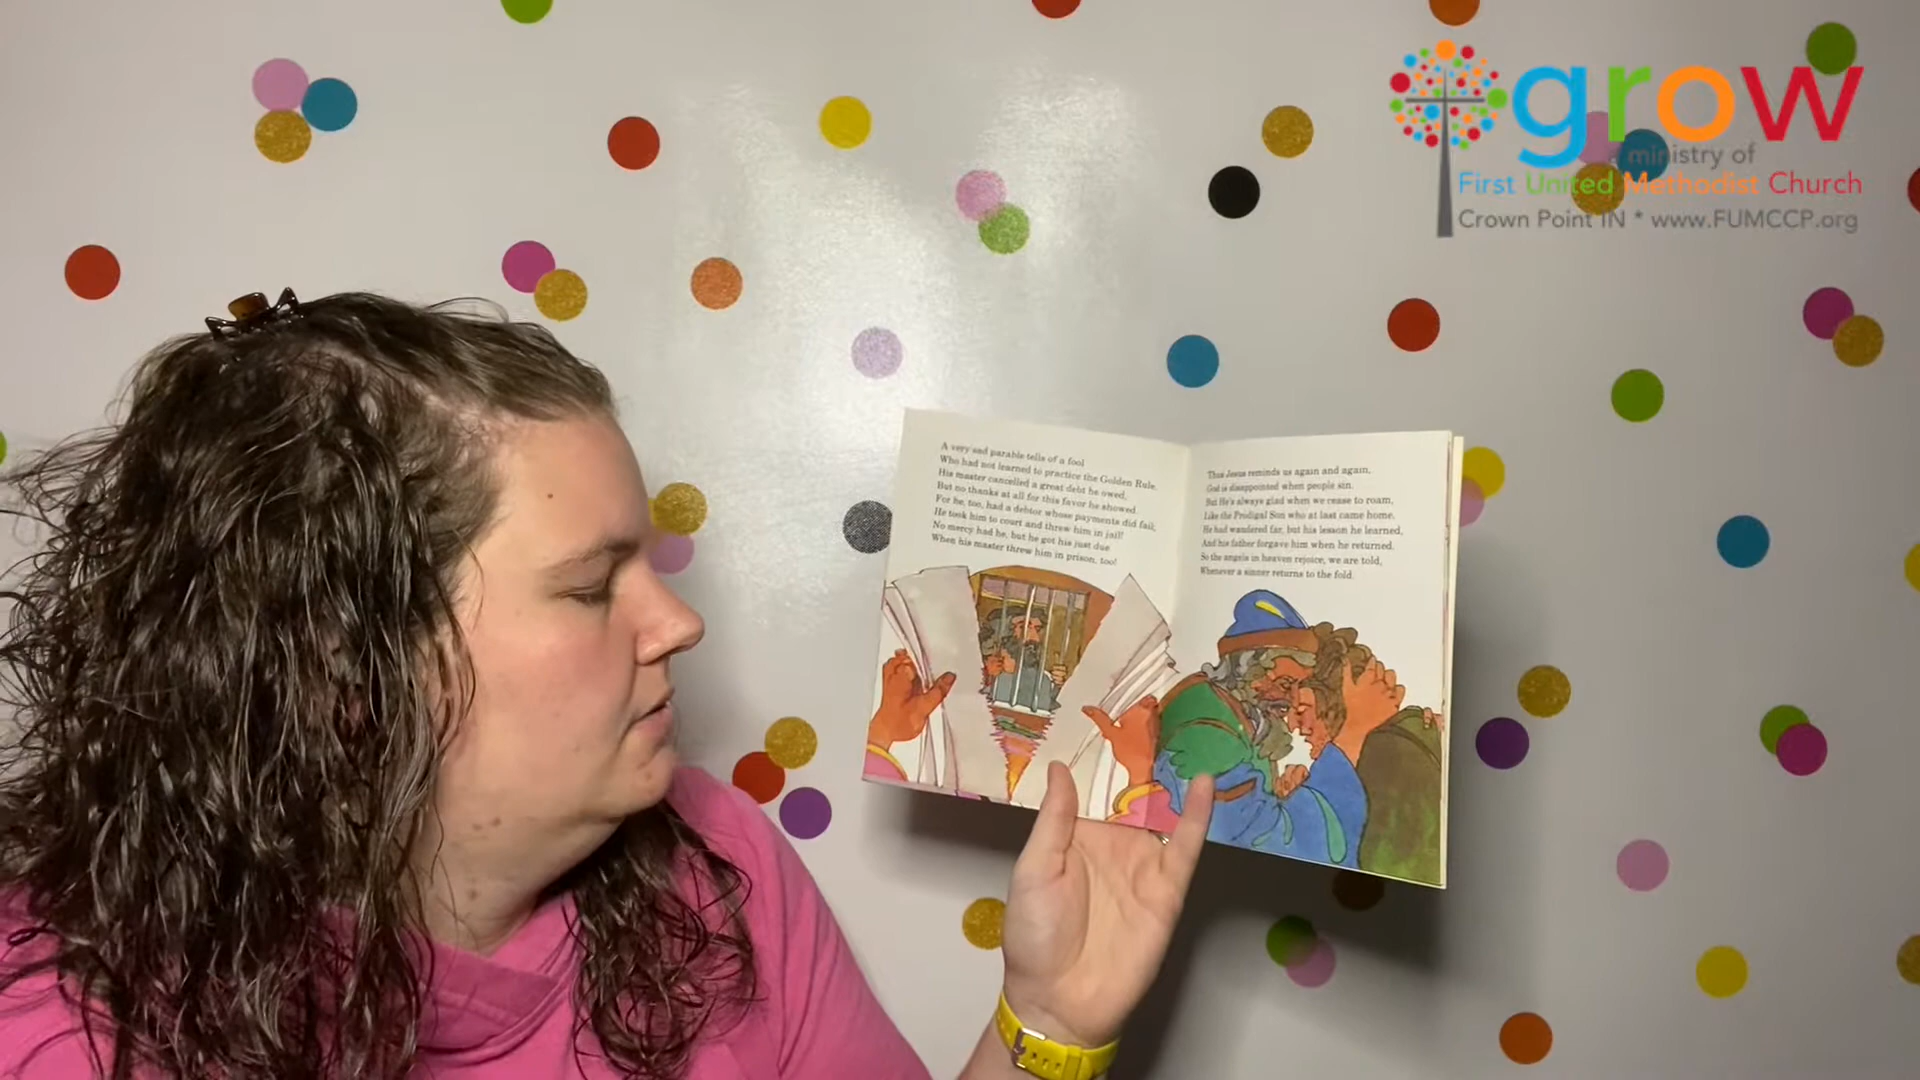 grow
a ministry of
First United Methodist Church
Crown Point IN * www.FUMCCP.org
A very sad parable tells of a fool
Who had not learned to practice the Golden Rule.
His master cancelled a great debt he owed,
But no thanks at all for this favor he showed.
For he, too, had a debtor whose payments did fail;
He took him to court and threw him in jail!
No mercy had he, but he got his just due
When his master threw him in prison, too!
Thus Jesus reminds us again and again,
God is disappointed when people sin.
But He's always glad when we cease to roam,
Like the Prodigal Son who at last came home.
He had wandered far, but his lesson he learned,
And his father forgave him when he returned.
So the angels in heaven rejoice, we are told,
Whenever a sinner returns to the fold.